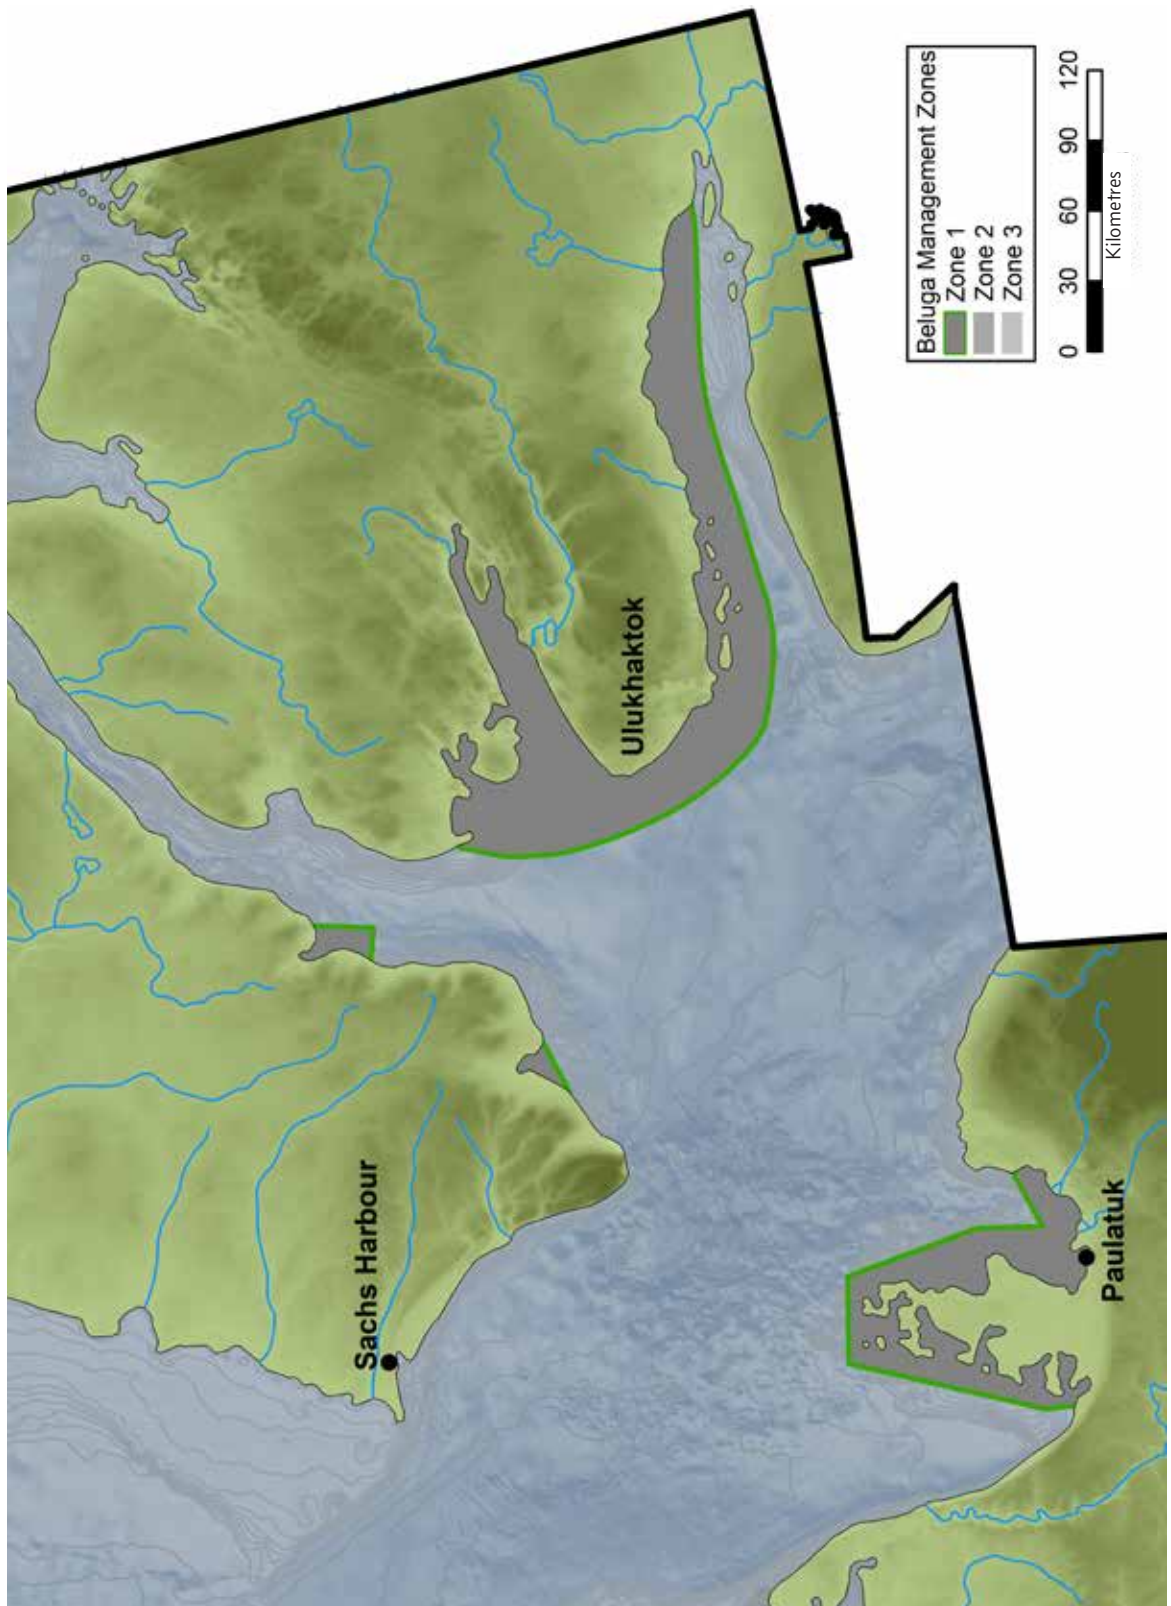 Sachs Harbour
Ulukhaktok
Paulatuk
Beluga Management Zones
Zone 1
Zone 2
Zone 3
0 30 60 90 120
Kilometres